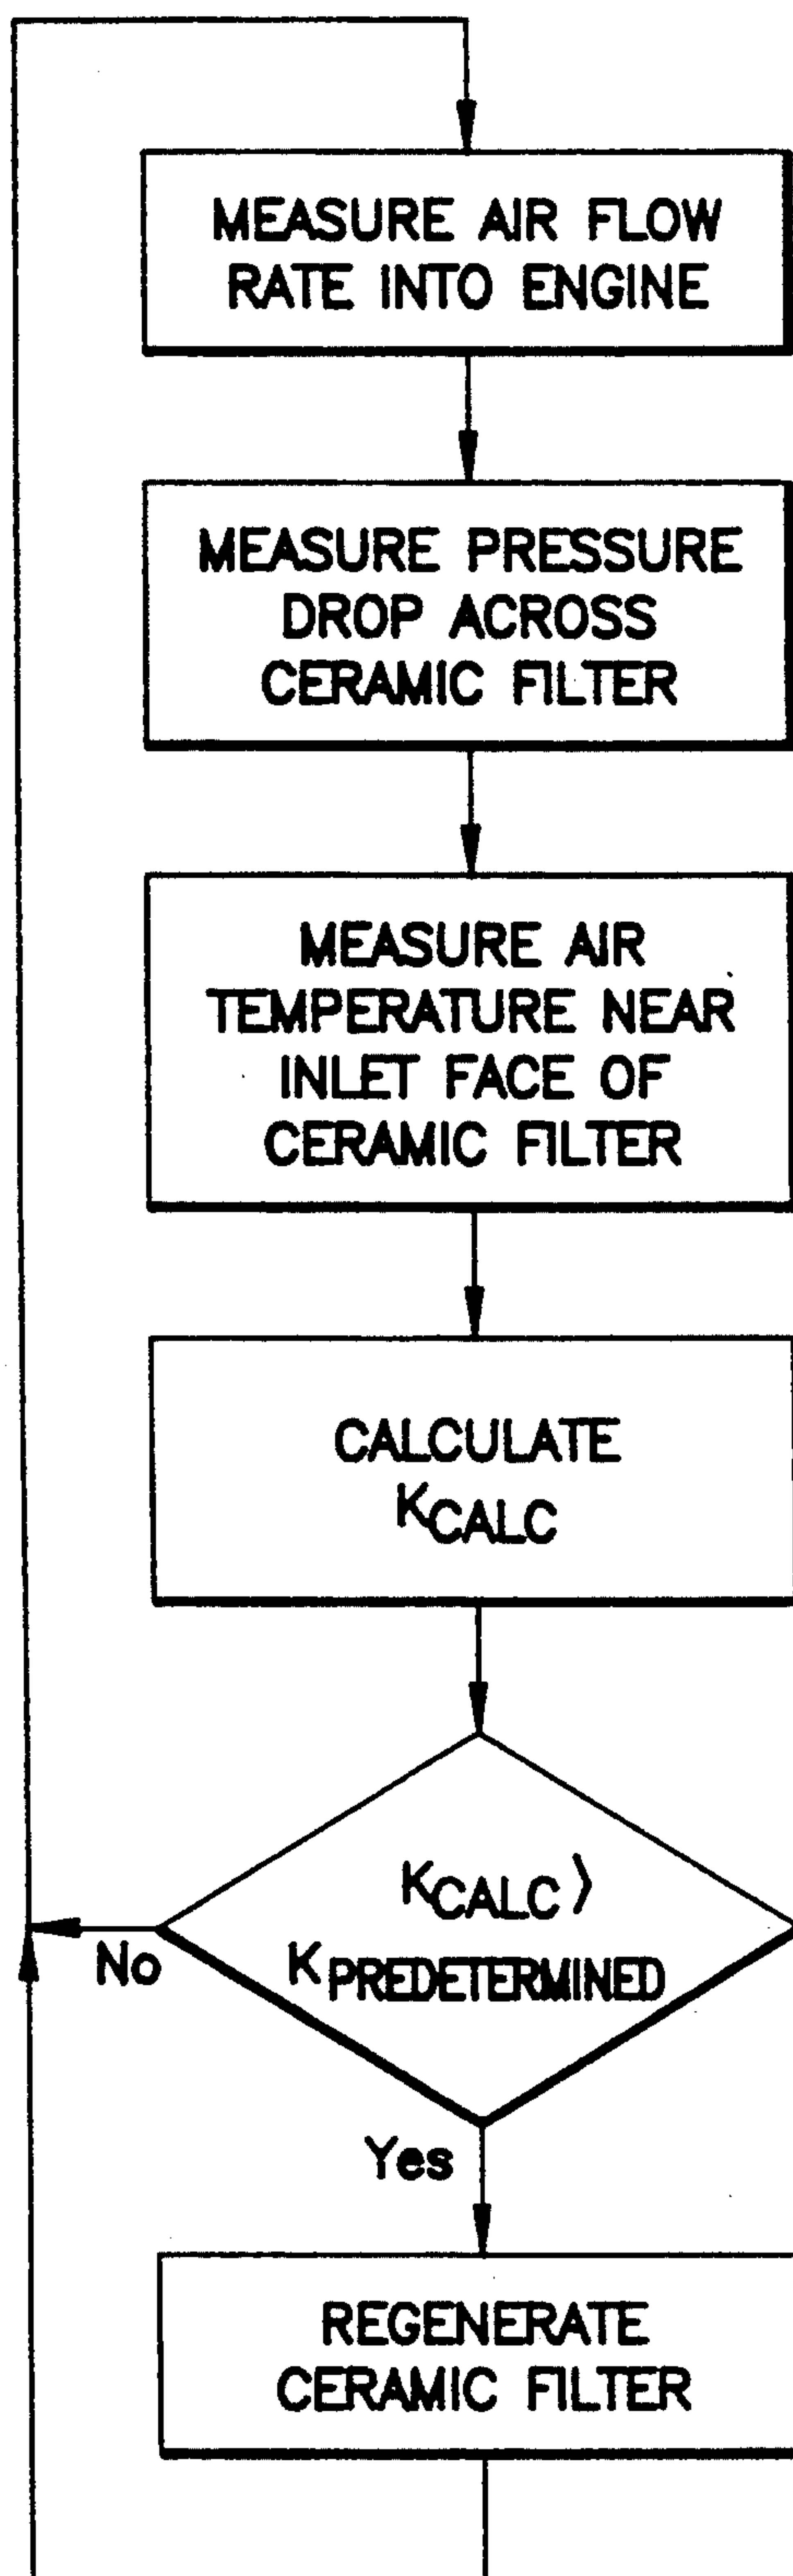 MEASURE AIR FLOW
RATE INTO ENGINE
MEASURE PRESSURE
DROP ACROSS
CERAMIC FILTER
MEASURE AIR
TEMPERATURE NEAR
INLET FACE OF
CERAMIC FILTER
CALCULATE
KCALC
KCALC >
KPREDETERMINED
No
Yes
REGENERATE
CERAMIC FILTER